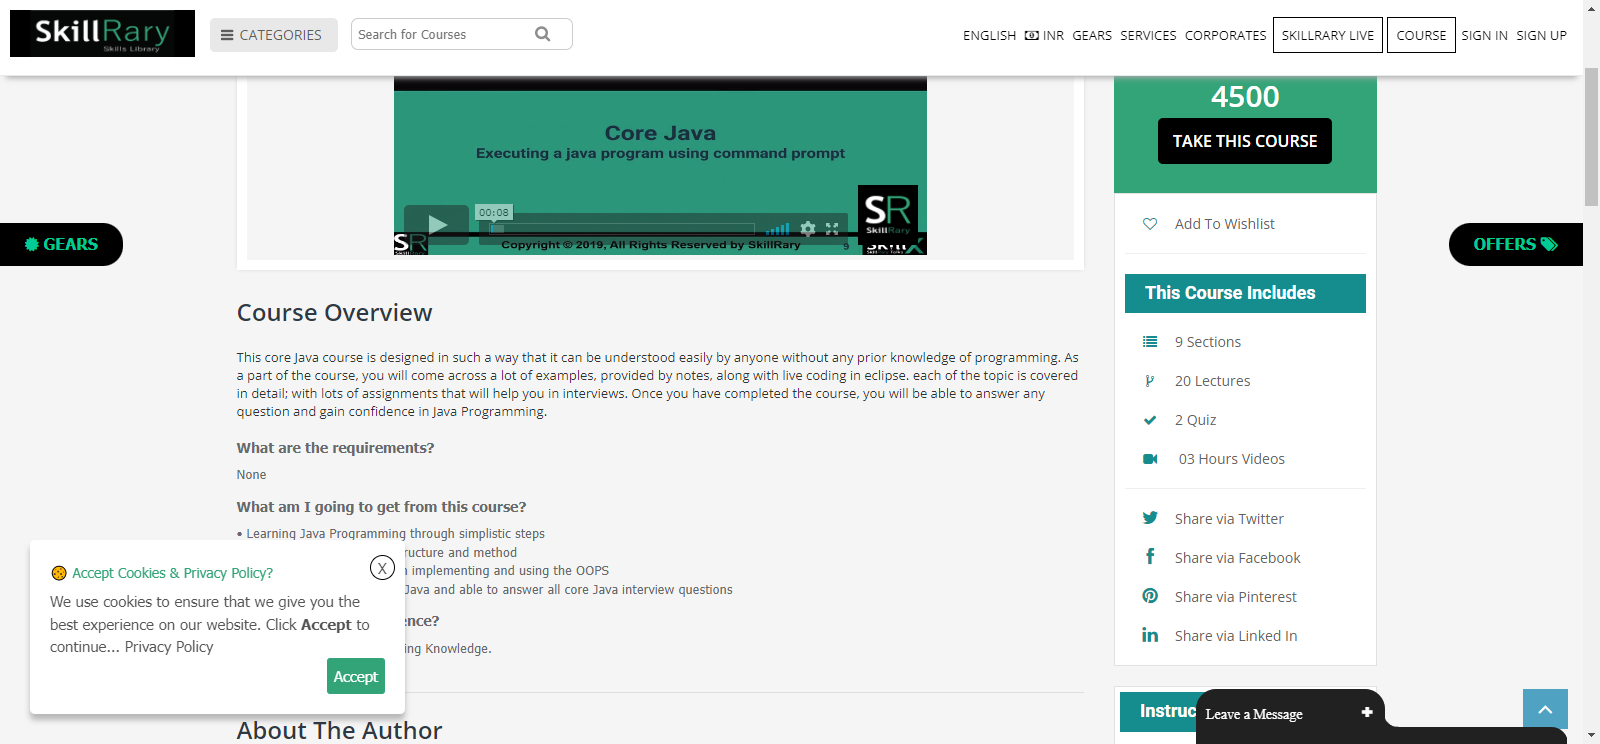 SkillRary
Skills Library
CATEGORIES
Search for Courses
ENGLISH INR GEARS SERVICES CORPORATES SKILLRARY LIVE COURSE SIGN IN SIGN UP
Core Java
Executing a java program using command prompt
00:08
SR
SkillRary
SR
Copyright © 2019, All Rights Reserved by SkillRary
9
4500
TAKE THIS COURSE
Add To Wishlist
GEARS
OFFERS
This Course Includes
9 Sections
20 Lectures
2 Quiz
03 Hours Videos
Share via Twitter
Share via Facebook
Share via Pinterest
Share via Linked In
Course Overview
This core Java course is designed in such a way that it can be understood easily by anyone without any prior knowledge of programming. As
a part of the course, you will come across a lot of examples, provided by notes, along with live coding in eclipse. each of the topic is covered
in detail; with lots of assignments that will help you in interviews. Once you have completed the course, you will be able to answer any
question and gain confidence in Java Programming.
What are the requirements?
None
What am I going to get from this course?
• Learning Java Programming through simplistic steps
ructure and method
implementing and using the OOPS
Java and able to answer all core Java interview questions
ence?
ing Knowledge.
Accept Cookies & Privacy Policy?
X
We use cookies to ensure that we give you the
best experience on our website. Click Accept to
continue... Privacy Policy
Accept
About The Author
Instruc
Leave a Message